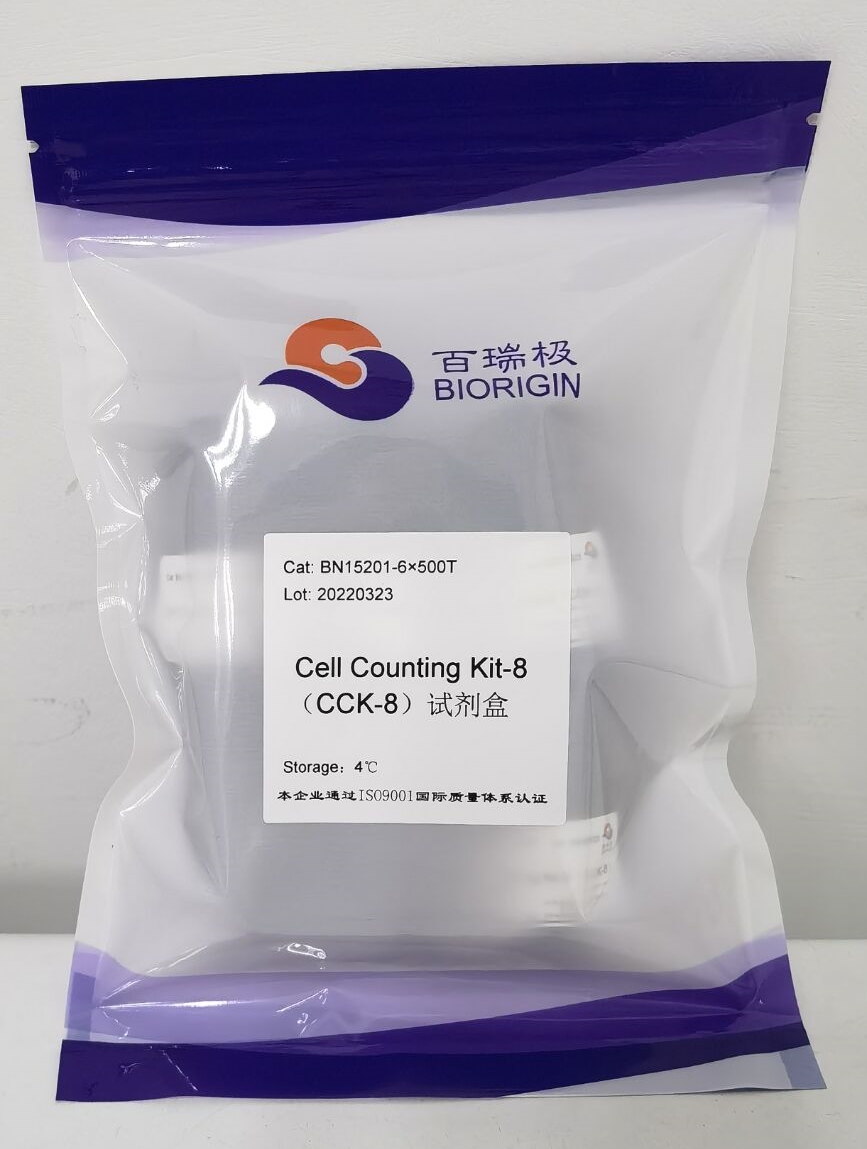 百瑞极
BIORIGIN
Cat: BN15201-6×500T
Lot: 20220323
Cell Counting Kit-8
（CCK-8）试剂盒
Storage：4℃
本企业通过ISO9001国际质量体系认证